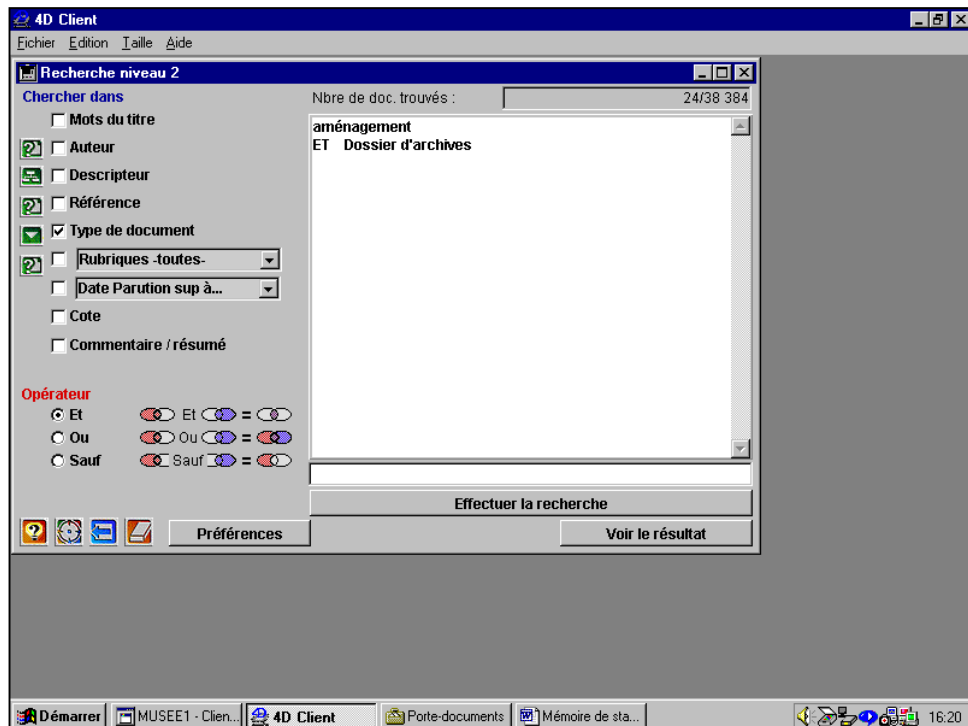 4D Client
Fichier Edition Taille Aide
Recherche niveau 2
Chercher dans
Nbre de doc. trouvés : 24/38 384
Mots du titre
Auteur
Descripteur
Référence
Type de document
Rubriques -toutes-
Date Parution sup à...
Cote
Commentaire / résumé
aménagement
ET Dossier d'archives
Opérateur
Et Et =
Ou Ou =
Sauf Sauf =
Effectuer la recherche
Préférences
Voir le résultat
Démarrer MUSEE1 - Clien... 4D Client Porte-documents Mémoire de sta... 16:20